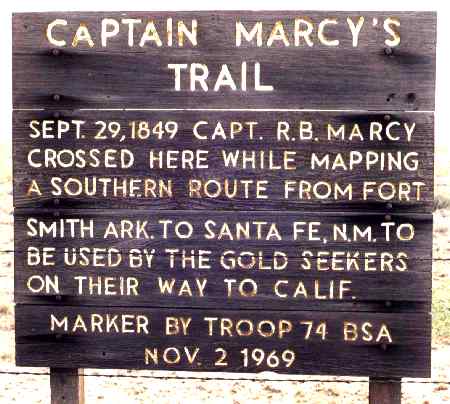 CAPTAIN MARCY'S
TRAIL
SEPT. 29, 1849 CAPT. R.B. MARCY
CROSSED HERE WHILE MAPPING
A SOUTHERN ROUTE FROM FORT
SMITH ARK. TO SANTA FE, N.M. TO
BE USED BY THE GOLD SEEKERS
ON THEIR WAY TO CALIF.
MARKER BY TROOP 74 BSA
NOV. 2 1969